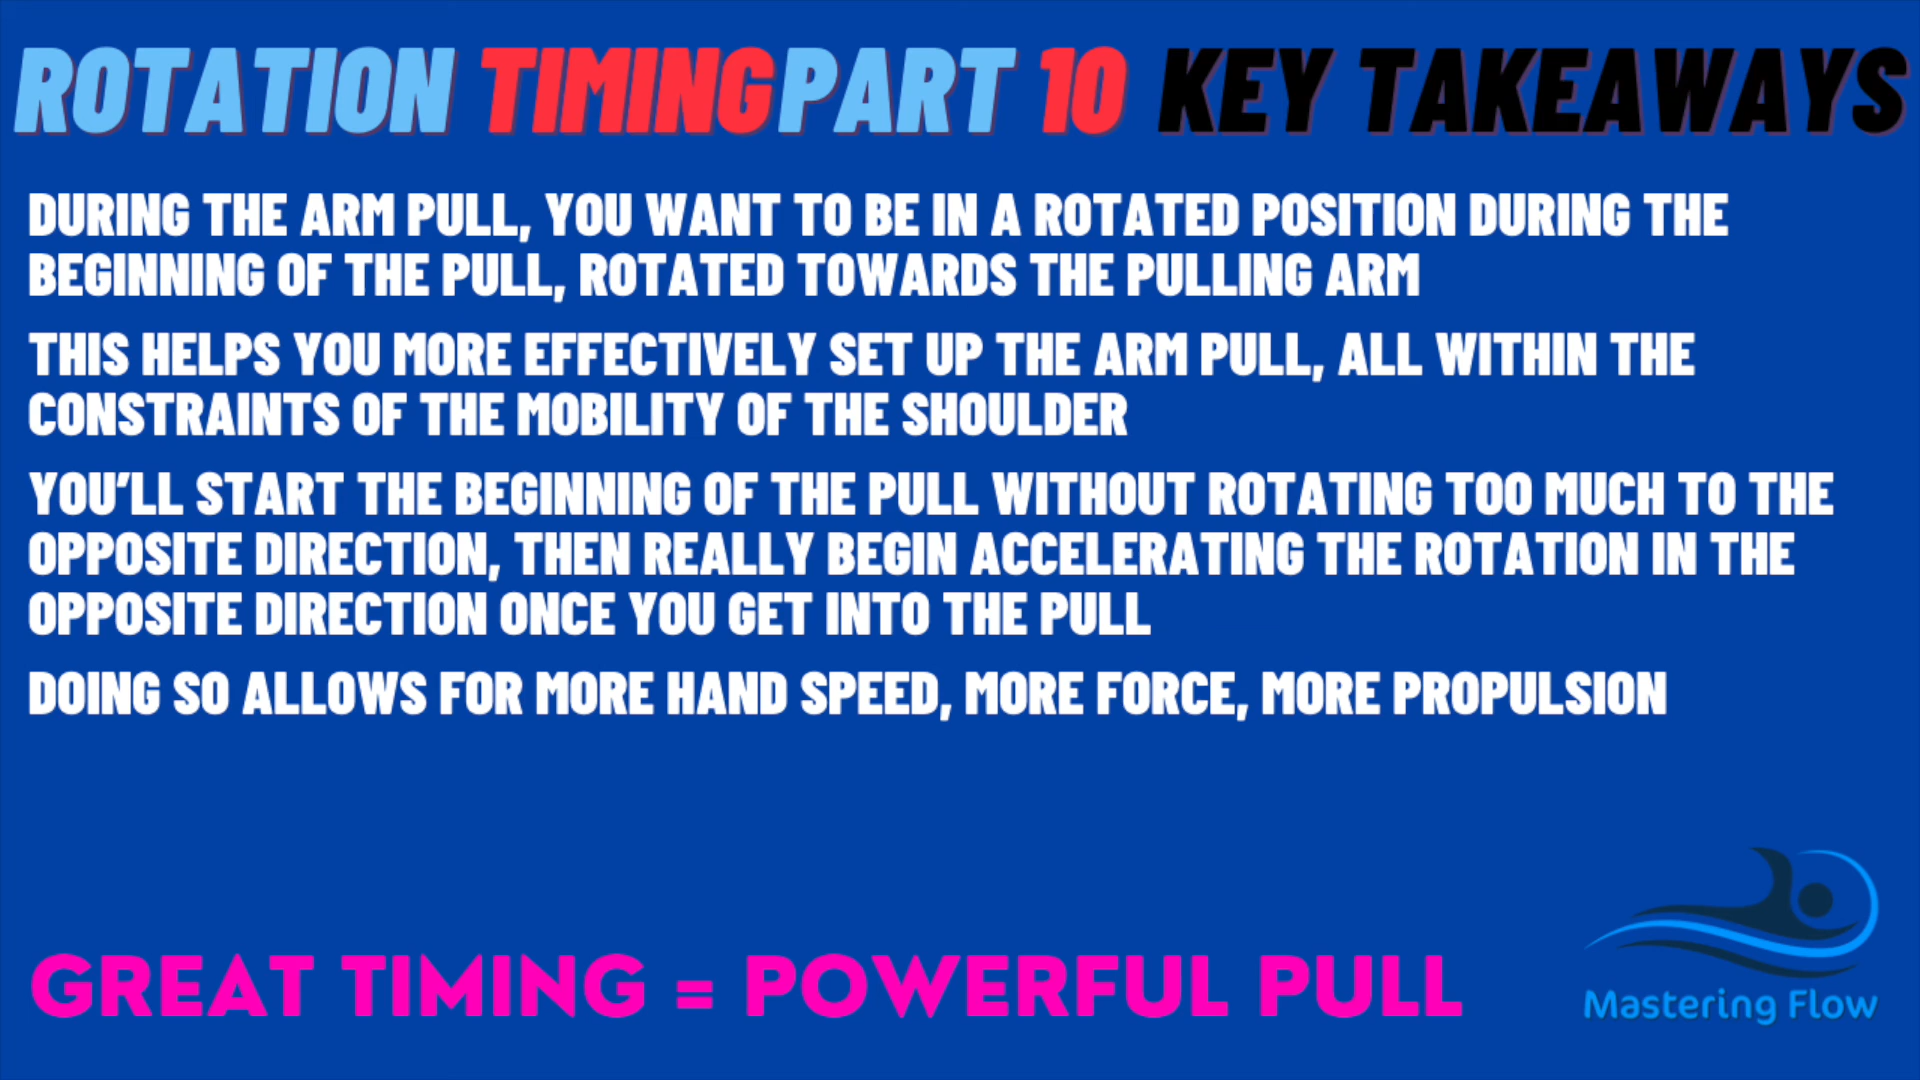 ROTATION TIMING PART 10 KEY TAKEAWAYS
DURING THE ARM PULL, YOU WANT TO BE IN A ROTATED POSITION DURING THE
BEGINNING OF THE PULL, ROTATED TOWARDS THE PULLING ARM
THIS HELPS YOU MORE EFFECTIVELY SET UP THE ARM PULL, ALL WITHIN THE
CONSTRAINTS OF THE MOBILITY OF THE SHOULDER
YOU'LL START THE BEGINNING OF THE PULL WITHOUT ROTATING TOO MUCH TO THE
OPPOSITE DIRECTION, THEN REALLY BEGIN ACCELERATING THE ROTATION IN THE
OPPOSITE DIRECTION ONCE YOU GET INTO THE PULL
DOING SO ALLOWS FOR MORE HAND SPEED, MORE FORCE, MORE PROPULSION
GREAT TIMING = POWERFUL PULL
Mastering Flow